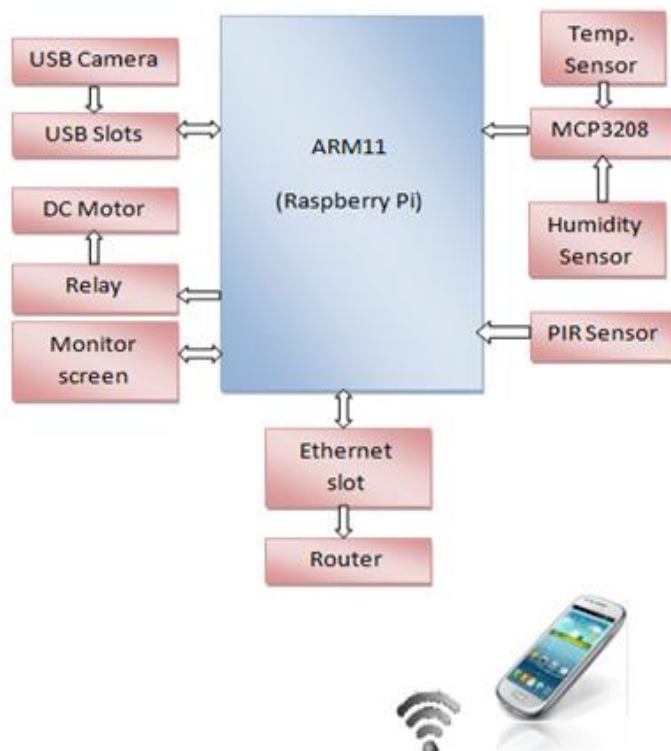 USB Camera
USB Slots
DC Motor
Relay
Monitor
screen
ARM11
(Raspberry Pi)
Temp.
Sensor
MCP3208
Humidity
Sensor
PIR Sensor
Ethernet
slot
Router